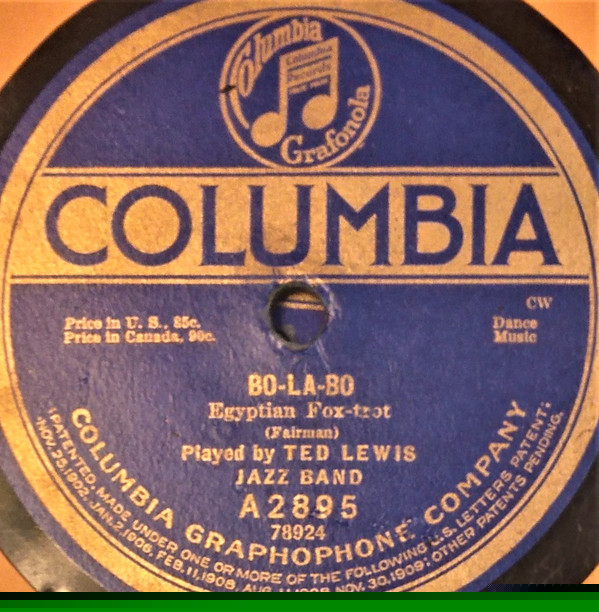 Columbia
Columbia
Records
Grafonola
COLUMBIA
CW
Price in U. S., 85c.
Price in Canada, 90c.
Dance
Music
BO-LA-BO
Egyptian Fox-trot
(Fairman)
Played by TED LEWIS
JAZZ BAND
A2895
78924
COLUMBIA GRAPHOPHONE COMPANY
PATENTED, MADE UNDER ONE OR MORE OF THE FOLLOWING U.S. LETTERS PATENT:
NOV. 25, 1902, JAN. 2, 1906, FEB. 11, 1908, AUG. 11, 1908, NOV. 30, 1909; OTHER PATENTS PENDING.